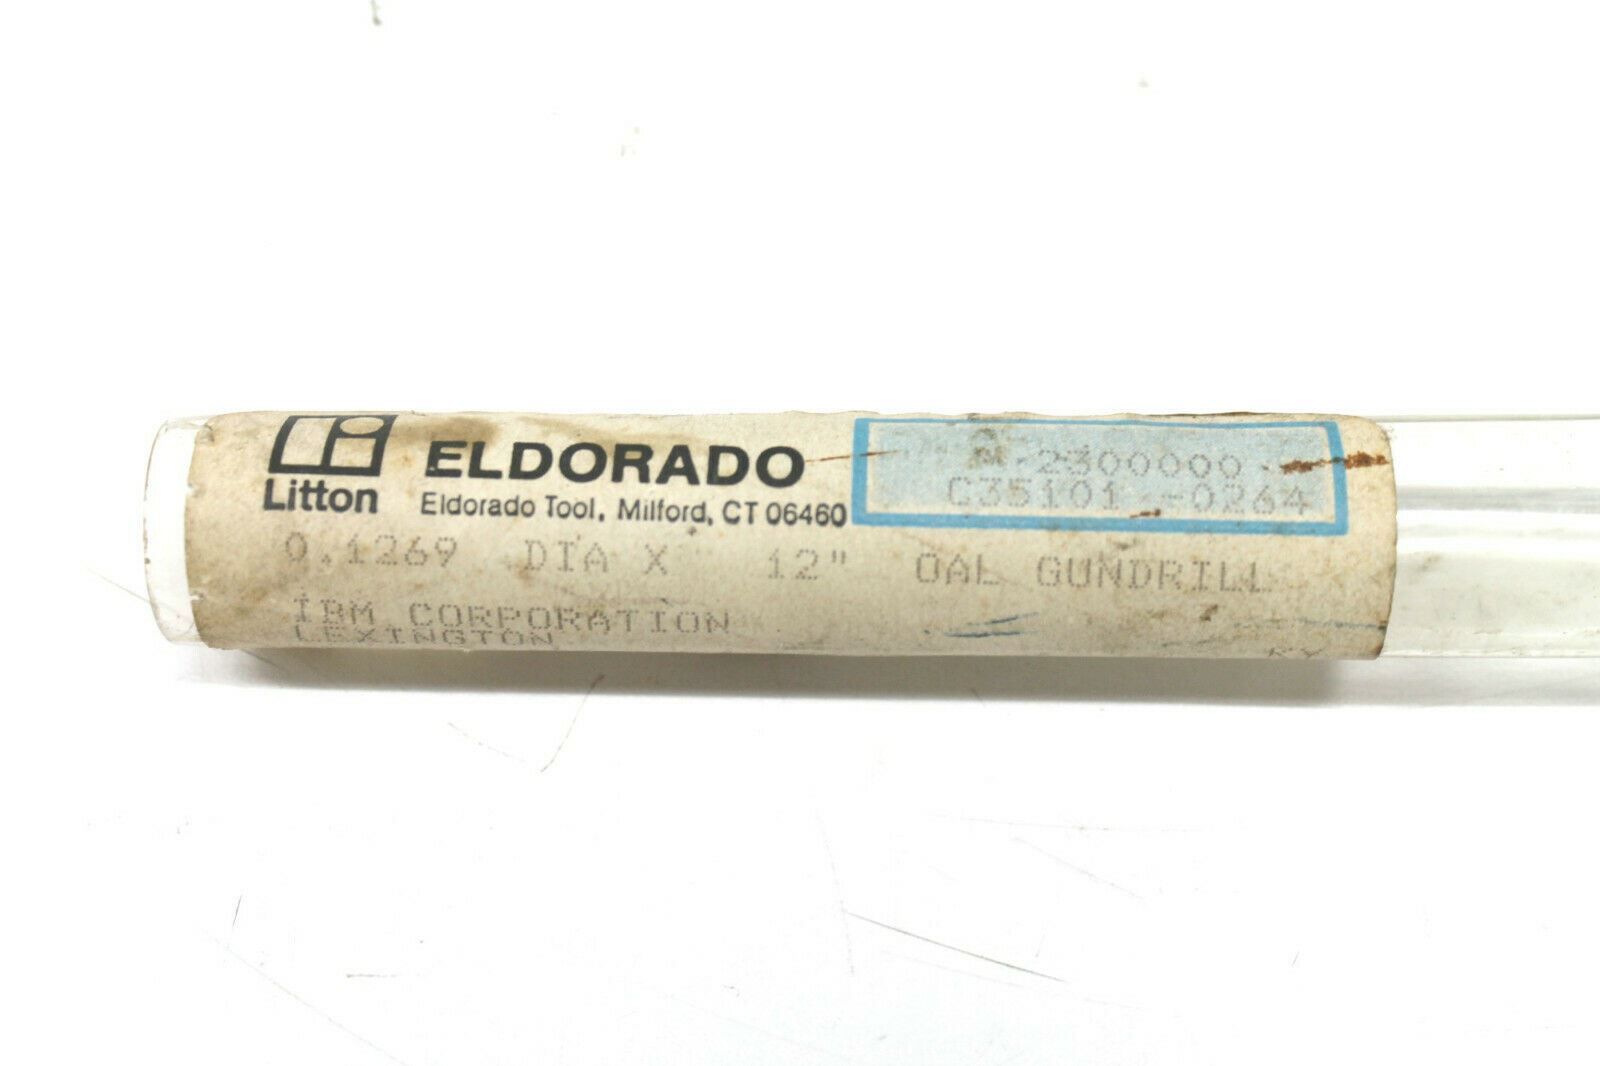 Litton
ELDORADO
Eldorado Tool, Milford, CT 06460
2300000
C35101 -0264
0.1269 DIA X 12" OAL GUNDRILL
IBM CORPORATION
LEXINGTON